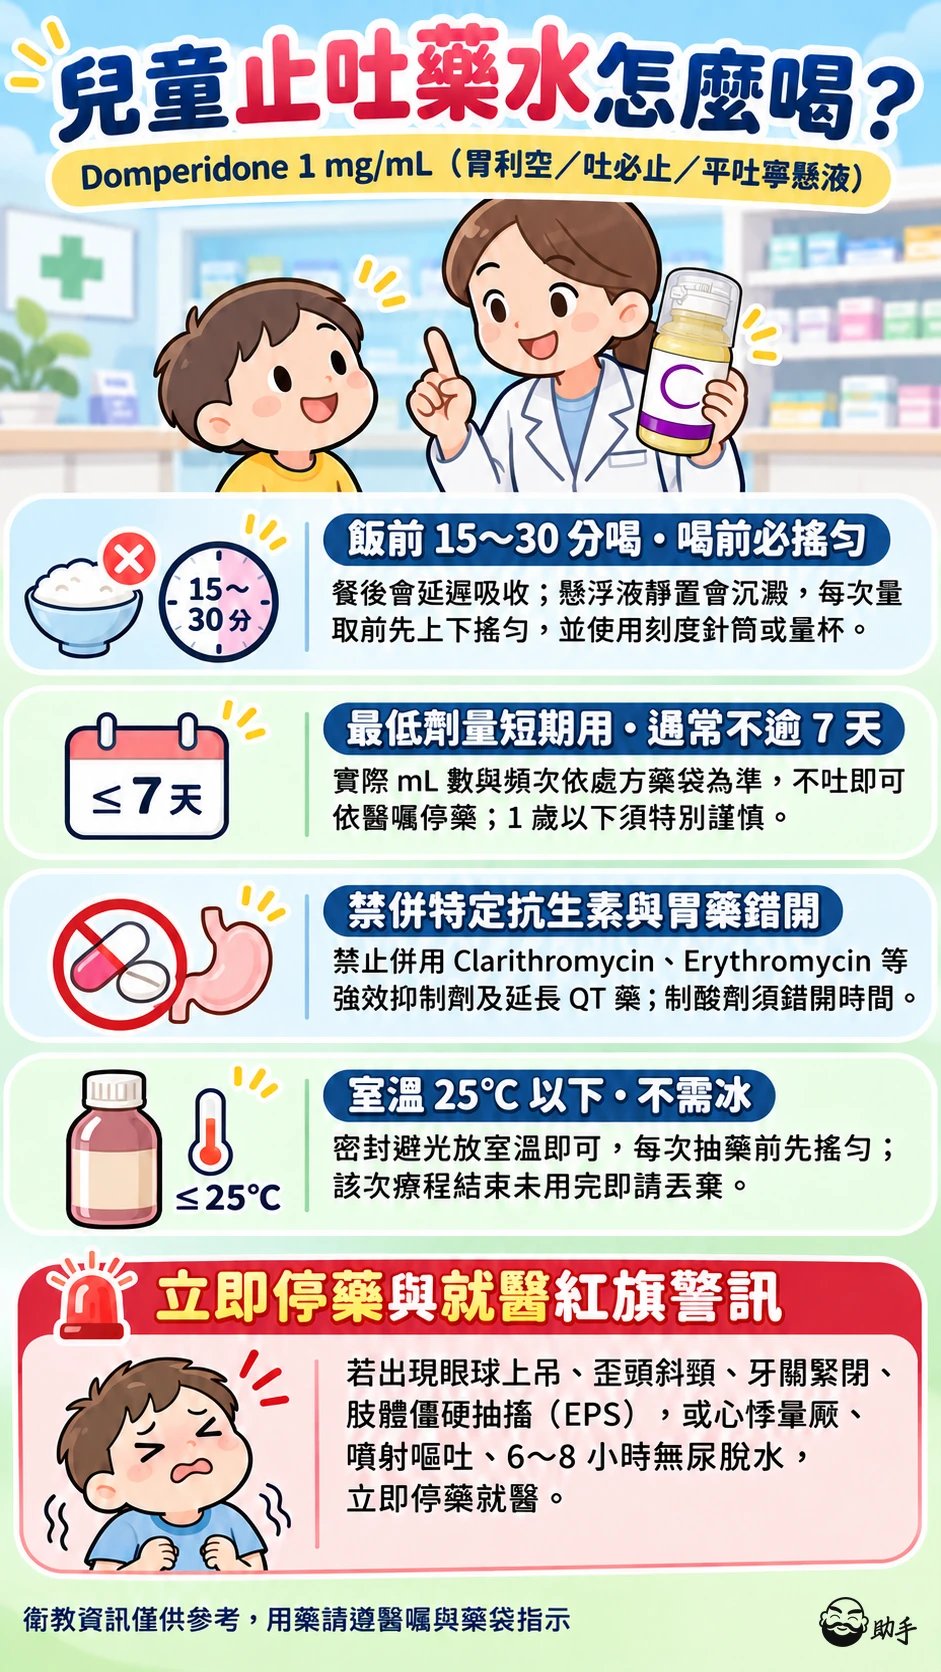 兒童止吐藥水怎麼喝？
Domperidone 1 mg/mL（胃利空／吐必止／平吐寧懸液）
C
15～
30 分
飯前 15～30 分喝・喝前必搖勻
餐後會延遲吸收；懸浮液靜置會沉澱，每次量
取前先上下搖勻，並使用刻度針筒或量杯。
≤ 7 天
最低劑量短期用・通常不逾 7 天
實際 mL 數與頻次依處方藥袋為準，不吐即可
依醫囑停藥；1 歲以下須特別謹慎。
禁併特定抗生素與胃藥錯開
禁止併用 Clarithromycin、Erythromycin 等
強效抑制劑及延長 QT 藥；制酸劑須錯開時間。
≤ 25℃
室溫 25℃ 以下・不需冰
密封避光放室溫即可，每次抽藥前先搖勻；
該次療程結束未用完即請丟棄。
立即停藥與就醫紅旗警訊
若出現眼球上吊、歪頭斜頸、牙關緊閉、
肢體僵硬抽搐（EPS），或心悸暈厥、
噴射嘔吐、6～8 小時無尿脫水，
立即停藥就醫。
衛教資訊僅供參考，用藥請遵醫囑與藥袋指示
助手